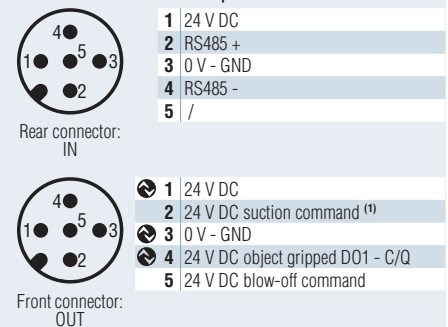 4
1 5 3
2
Rear connector:
IN
1 24 V DC
2 RS485 +
3 0 V - GND
4 RS485 -
5 /
4
1 5 3
2
Front connector:
OUT
1 24 V DC
2 24 V DC suction command (1)
3 0 V - GND
4 24 V DC object gripped DO1 - C/Q
5 24 V DC blow-off command